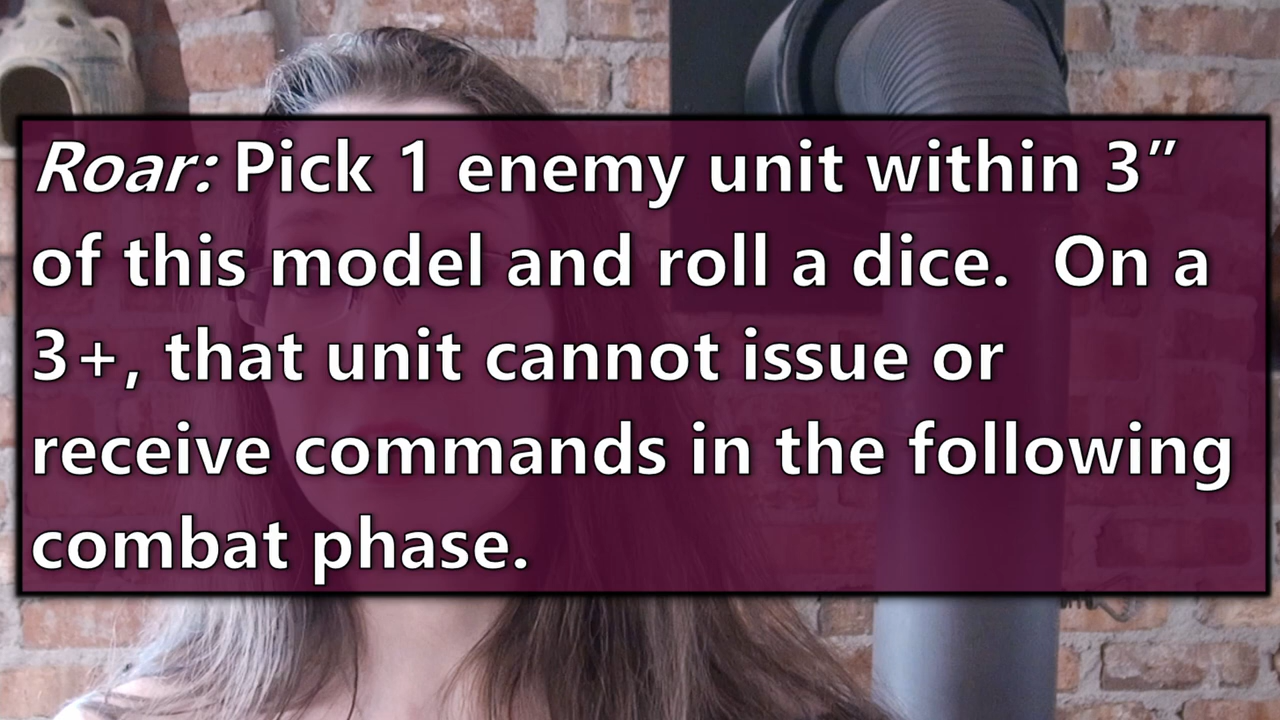 Roar: Pick 1 enemy unit within 3”
of this model and roll a dice.  On a
3+, that unit cannot issue or
receive commands in the following
combat phase.